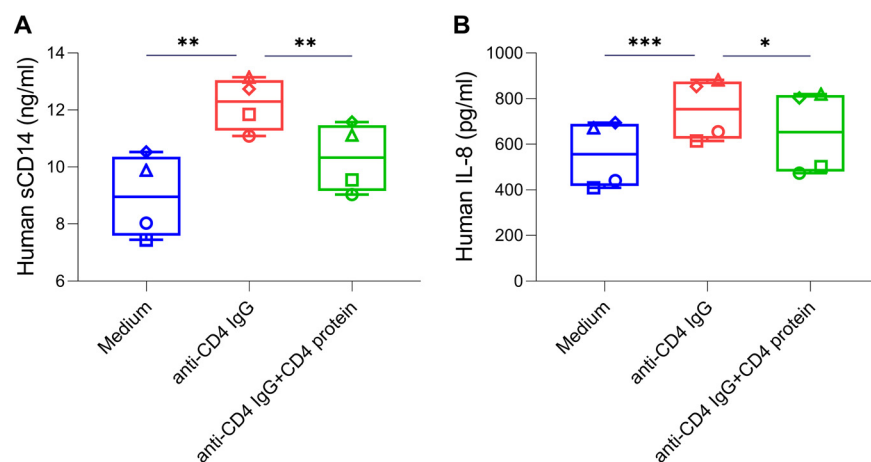 A
Human sCD14 (ng/ml)
14
12
10
8
6
**
**
Medium
anti-CD4 IgG
anti-CD4 IgG+CD4 protein
B
Human IL-8 (pg/ml)
1000
800
600
400
200
0
***
*
Medium
anti-CD4 IgG
anti-CD4 IgG+CD4 protein